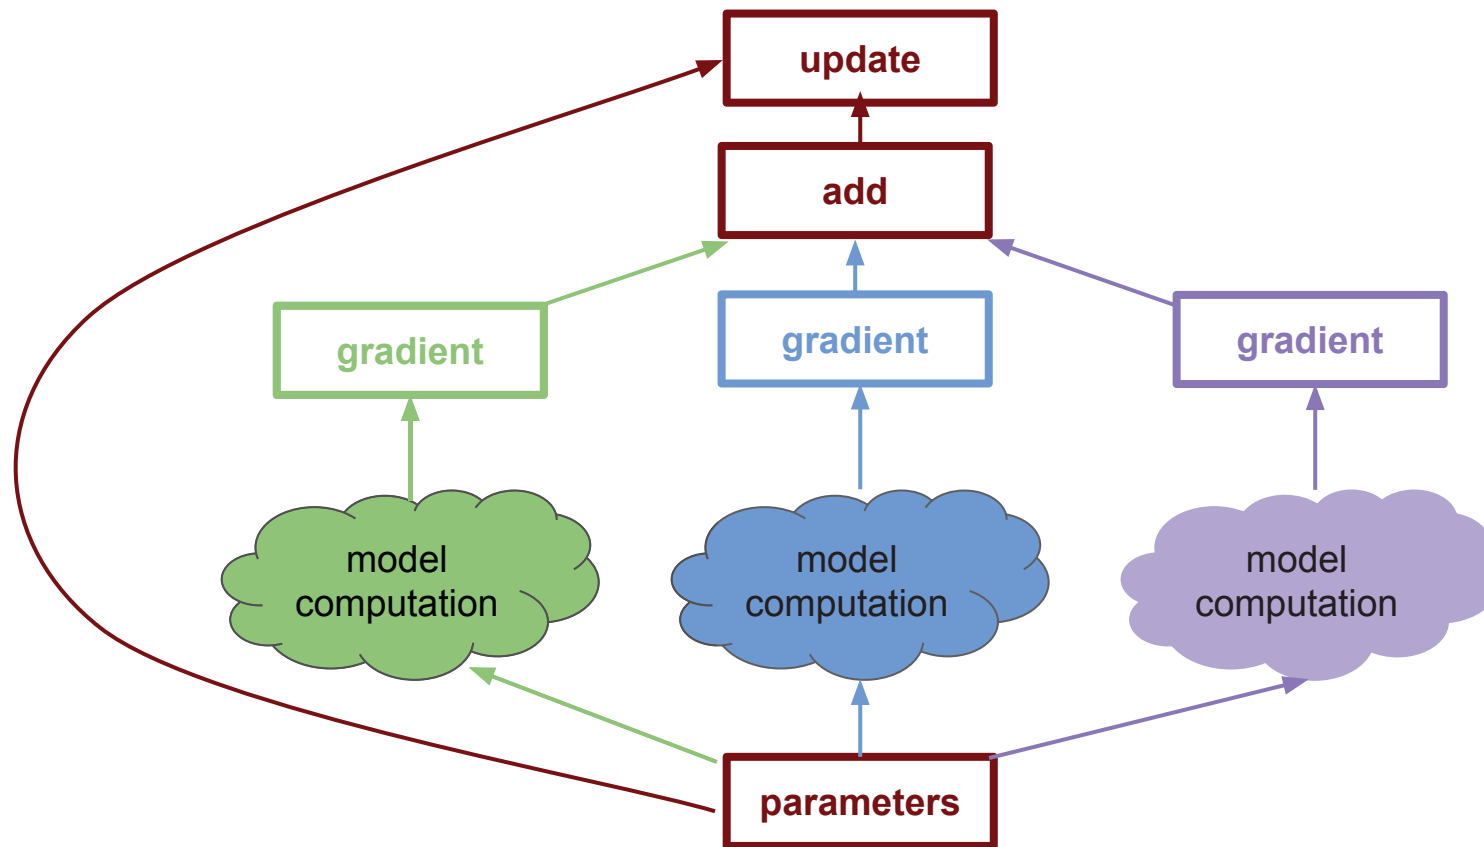 update
add
gradient
gradient
gradient
model
computation
model
computation
model
computation
parameters